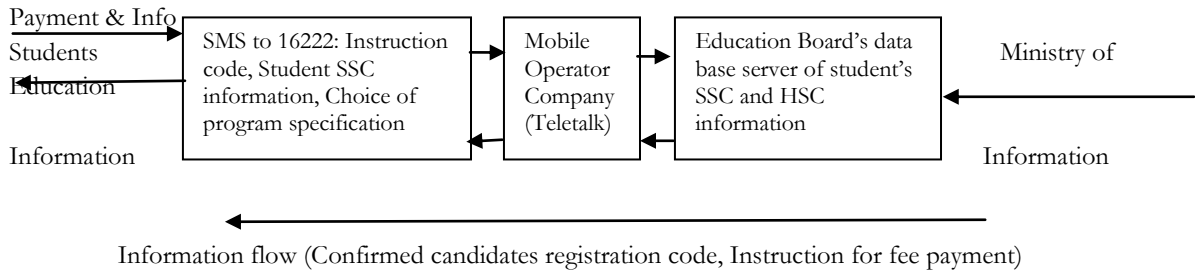 Payment & Info
Students
Education
Information
SMS to 16222: Instruction
code, Student SSC
information, Choice of
program specification
Mobile
Operator
Company
(Teletalk)
Education Board's data
base server of student's
SSC and HSC
information
Ministry of
Information
Information flow (Confirmed candidates registration code, Instruction for fee payment)